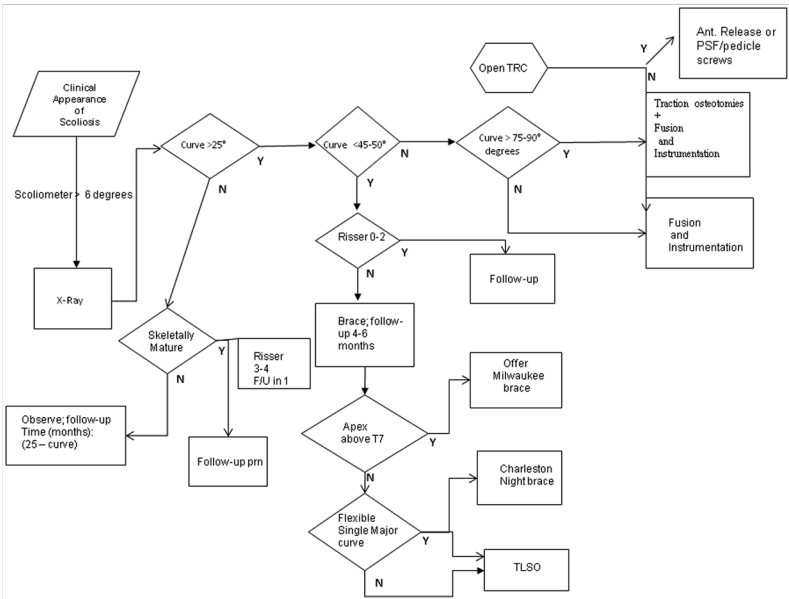 Clinical
Appearance
of
Scoliosis
Scoliometer > 6 degrees
X-Ray
Curve >25°
Y
N
Skeletally
Mature
Y
N
Risser
3-4
F/U in 1
Observe; follow-up
Time (months):
(25 – curve)
Follow-up prn
Curve <45-50°
N
Y
Risser 0-2
Y
N
Follow-up
Brace; follow-
up 4-6
months
Apex
above T7
Y
N
Offer
Milwaukee
brace
Flexible
Single Major
curve
Y
N
Charleston
Night brace
TLSO
Curve > 75-90°
degrees
Y
N
Open TRC
Y
N
Ant. Release or
PSF/pedicle
screws
Traction osteotomies
+
Fusion
and
Instrumentation
Fusion
and
Instrumentation